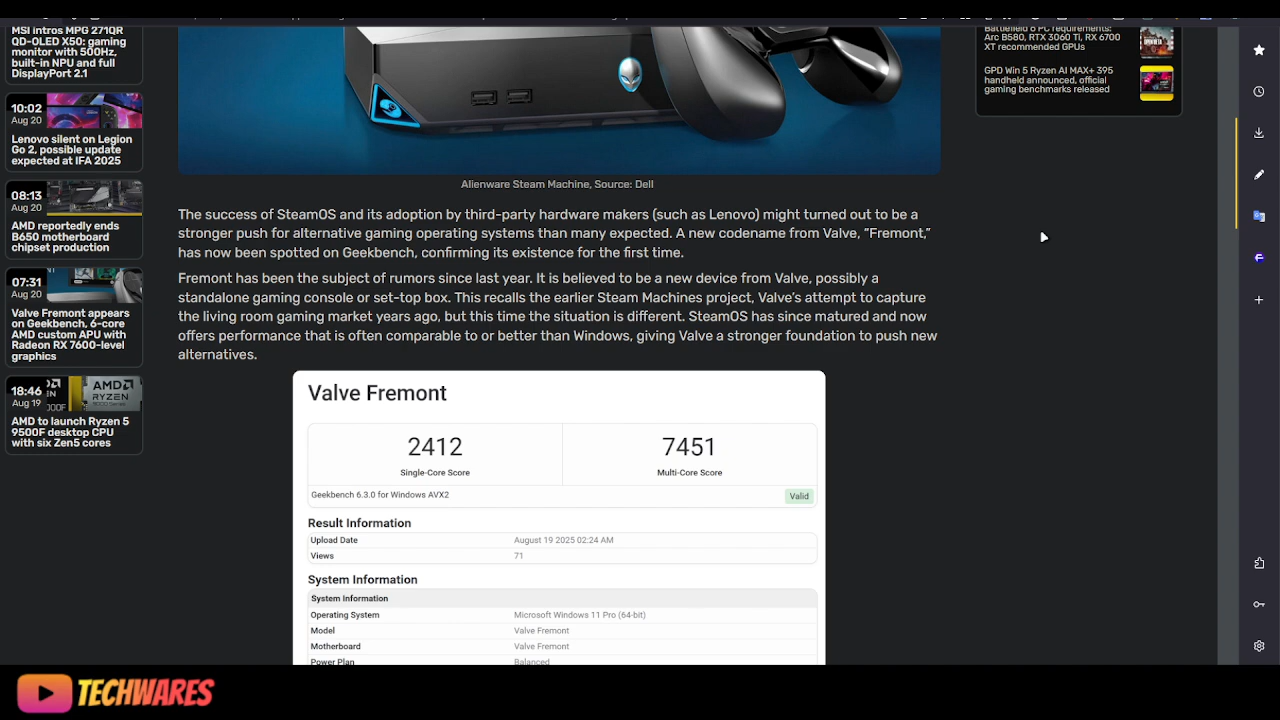 MSI intros MPG 271QR
QD-OLED X50: gaming
monitor with 500Hz,
built-in NPU and full
DisplayPort 2.1
10:02
Aug 20
Lenovo silent on Legion
Go 2, possible update
expected at IFA 2025
08:13
Aug 20
AMD reportedly ends
B650 motherboard
chipset production
07:31
Aug 20
Valve Fremont appears
on Geekbench, 6-core
AMD custom APU with
Radeon RX 7600-level
graphics
18:46
Aug 19
AMD
RYZEN
AMD to launch Ryzen 5
9500F desktop CPU
with six Zen5 cores
Alienware Steam Machine, Source: Dell
The success of SteamOS and its adoption by third-party hardware makers (such as Lenovo) might turned out to be a
stronger push for alternative gaming operating systems than many expected. A new codename from Valve, “Fremont,”
has now been spotted on Geekbench, confirming its existence for the first time.
Fremont has been the subject of rumors since last year. It is believed to be a new device from Valve, possibly a
standalone gaming console or set-top box. This recalls the earlier Steam Machines project, Valve’s attempt to capture
the living room gaming market years ago, but this time the situation is different. SteamOS has since matured and now
offers performance that is often comparable to or better than Windows, giving Valve a stronger foundation to push new
alternatives.
Valve Fremont
2412 7451
Single-Core Score Multi-Core Score
Geekbench 6.3.0 for Windows AVX2 Valid
Result Information
Upload Date August 19 2025 02:24 AM
Views 71
System Information
System Information
Operating System Microsoft Windows 11 Pro (64-bit)
Model Valve Fremont
Motherboard Valve Fremont
Power Plan Balanced
Battlefield 6 PC requirements:
Arc B580, RTX 3060 Ti, RX 6700
XT recommended GPUs
GPD Win 5 Ryzen AI MAX+ 395
handheld announced, official
gaming benchmarks released
TECHWARES